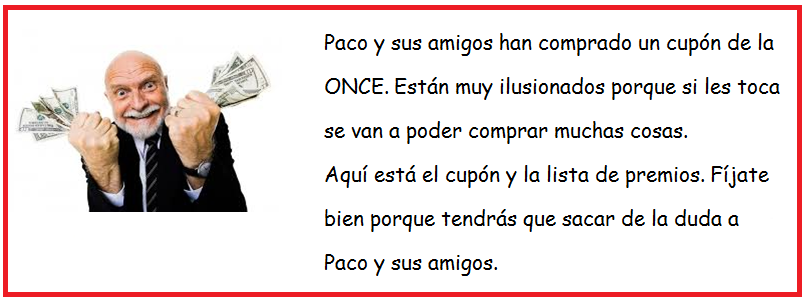 Paco y sus amigos han comprado un cupón de la
ONCE. Están muy ilusionados porque si les toca
se van a poder comprar muchas cosas.
Aquí está el cupón y la lista de premios. Fíjate
bien porque tendrás que sacar de la duda a
Paco y sus amigos.